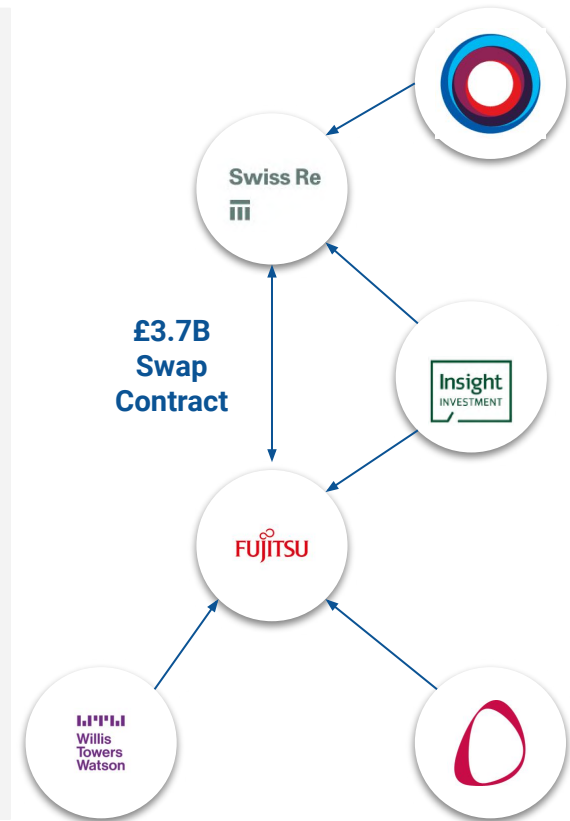 Swiss Re
£3.7B
Swap
Contract
Insight
INVESTMENT
FUJITSU
Willis
Towers
Watson